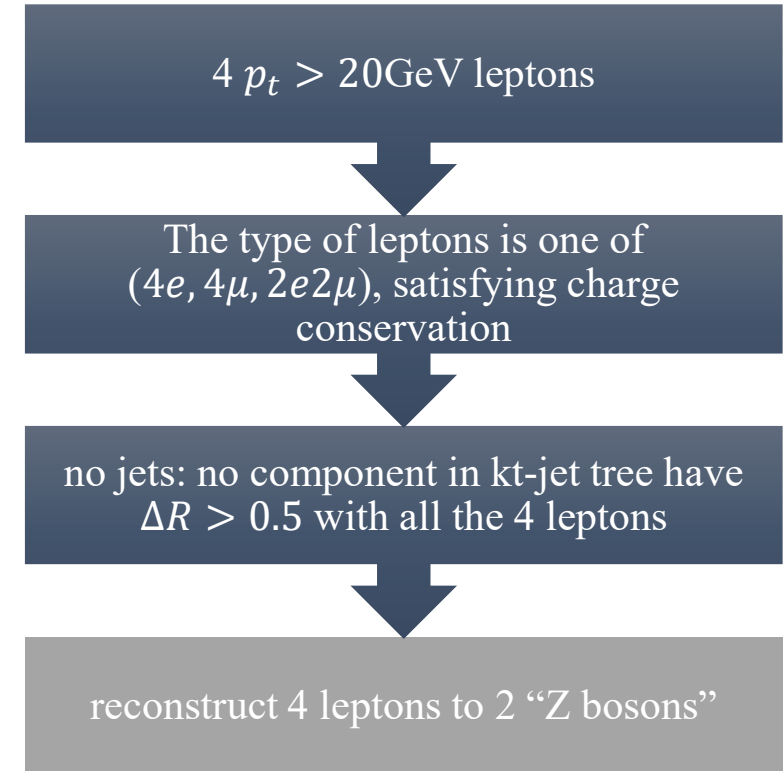 4 𝑝ₜ > 20GeV leptons
The type of leptons is one of
(4𝑒, 4𝜇, 2𝑒2𝜇), satisfying charge
conservation
no jets: no component in kt-jet tree have
Δ𝑅 > 0.5 with all the 4 leptons
reconstruct 4 leptons to 2 “Z bosons”